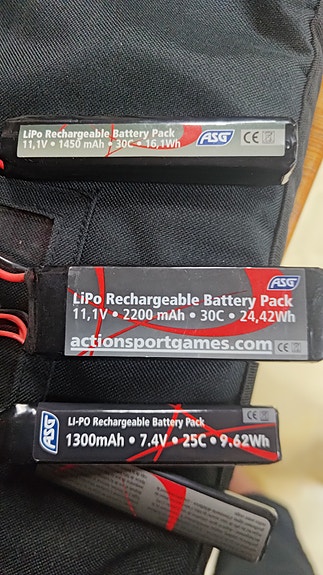 LiPo Rechargeable Battery Pack
11,1V • 1450 mAh • 30C • 16,1Wh
ASG
CE
ASG
LiPo Rechargeable Battery Pack
11,1V • 2200 mAh • 30C • 24,42Wh
actionsportgames.com
CE
ASG
LI-PO Rechargeable Battery Pack
1300mAh • 7.4V • 25C • 9.62Wh
CE